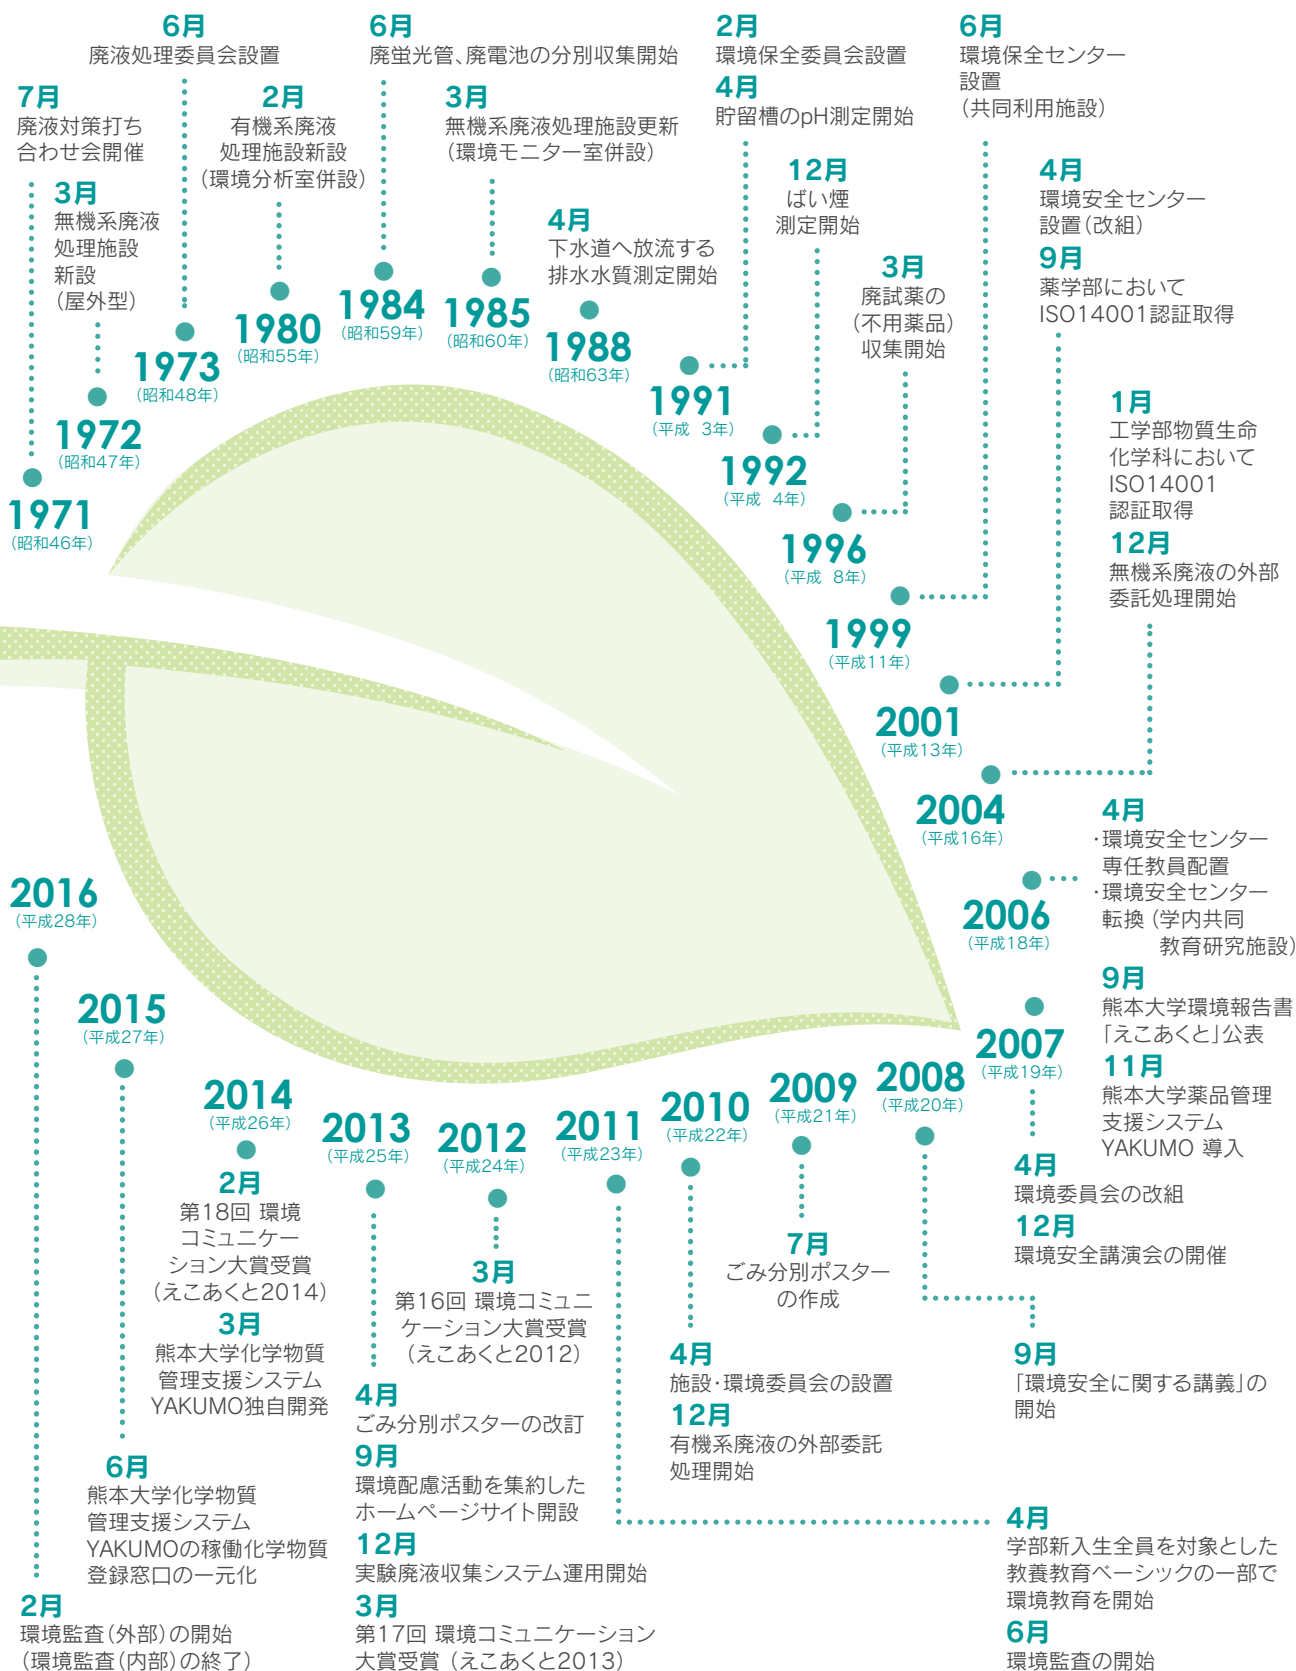 7月
廃液対策打ち
合わせ会開催
1971
（昭和46年）
3月
無機系廃液
処理施設
新設
（屋外型）
1972
（昭和47年）
6月
廃液処理委員会設置
1973
（昭和48年）
2月
有機系廃液
処理施設新設
（環境分析室併設）
1980
（昭和55年）
6月
廃蛍光管、廃電池の分別収集開始
1984
（昭和59年）
3月
無機系廃液処理施設更新
（環境モニター室併設）
1985
（昭和60年）
4月
下水道へ放流する
排水水質測定開始
1988
（昭和63年）
2月
環境保全委員会設置
4月
貯留槽のpH測定開始
1991
（平成 3年）
12月
ばい煙
測定開始
1992
（平成 4年）
3月
廃試薬の
（不用薬品）
収集開始
1996
（平成 8年）
6月
環境保全センター
設置
（共同利用施設）
1999
（平成11年）
4月
環境安全センター
設置（改組）
9月
薬学部において
ISO14001認証取得
2001
（平成13年）
1月
工学部物質生命
化学科において
ISO14001
認証取得
12月
無機系廃液の外部
委託処理開始
2004
（平成16年）
4月
・環境安全センター
専任教員配置
・環境安全センター
転換（学内共同
教育研究施設）
2006
（平成18年）
9月
熊本大学環境報告書
「えこあくと」公表
11月
熊本大学薬品管理
支援システム
YAKUMO 導入
2007
（平成19年）
4月
環境委員会の改組
12月
環境安全講演会の開催
2008
（平成20年）
9月
「環境安全に関する講義」の
開始
2009
（平成21年）
7月
ごみ分別ポスター
の作成
2010
（平成22年）
4月
施設・環境委員会の設置
12月
有機系廃液の外部委託
処理開始
2011
（平成23年）
4月
学部新入生全員を対象とした
教養教育ベーシックの一部で
環境教育を開始
6月
環境監査の開始
2012
（平成24年）
3月
第16回 環境コミュニ
ケーション大賞受賞
（えこあくと2012）
2013
（平成25年）
4月
ごみ分別ポスターの改訂
9月
環境配慮活動を集約した
ホームページサイト開設
12月
実験廃液収集システム運用開始
3月
第17回 環境コミュニケーション
大賞受賞 （えこあくと2013）
2014
（平成26年）
2月
第18回 環境
コミュニケー
ション大賞受賞
（えこあくと2014）
3月
熊本大学化学物質
管理支援システム
YAKUMO独自開発
2015
（平成27年）
6月
熊本大学化学物質
管理支援システム
YAKUMOの稼働化学物質
登録窓口の一元化
2016
（平成28年）
2月
環境監査（外部）の開始
（環境監査（内部）の終了）